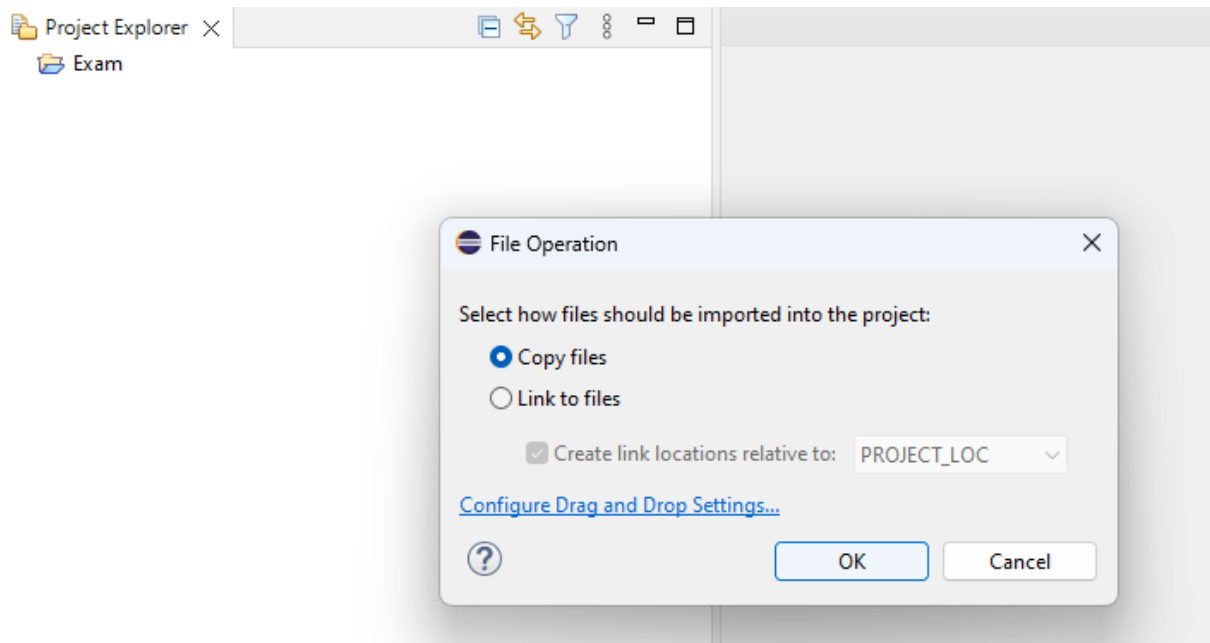 Project Explorer
Exam
File Operation
Select how files should be imported into the project:
Copy files
Link to files
Create link locations relative to: PROJECT_LOC
Configure Drag and Drop Settings...
OK Cancel